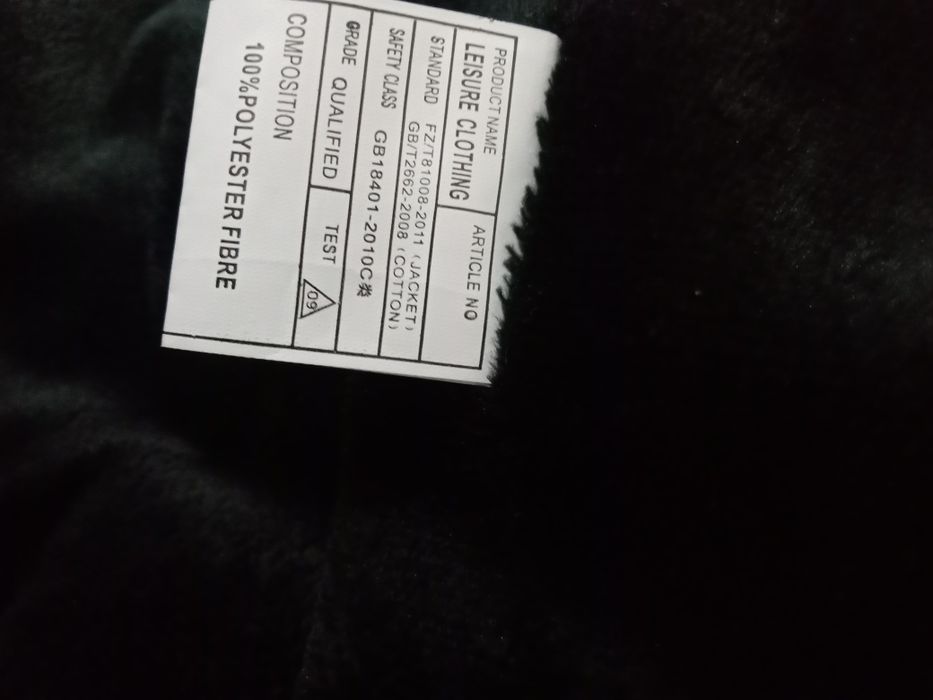 PRODUCT NAME
LEISURE CLOTHING
ARTICLE NO
STANDARD FZ/T81008-2011 (JACKET)
GB/T2662-2008 (COTTON)
SAFETY CLASS GB18401-2010C类
GRADE QUALIFIED
TEST 09
COMPOSITION
100%POLYESTER FIBRE